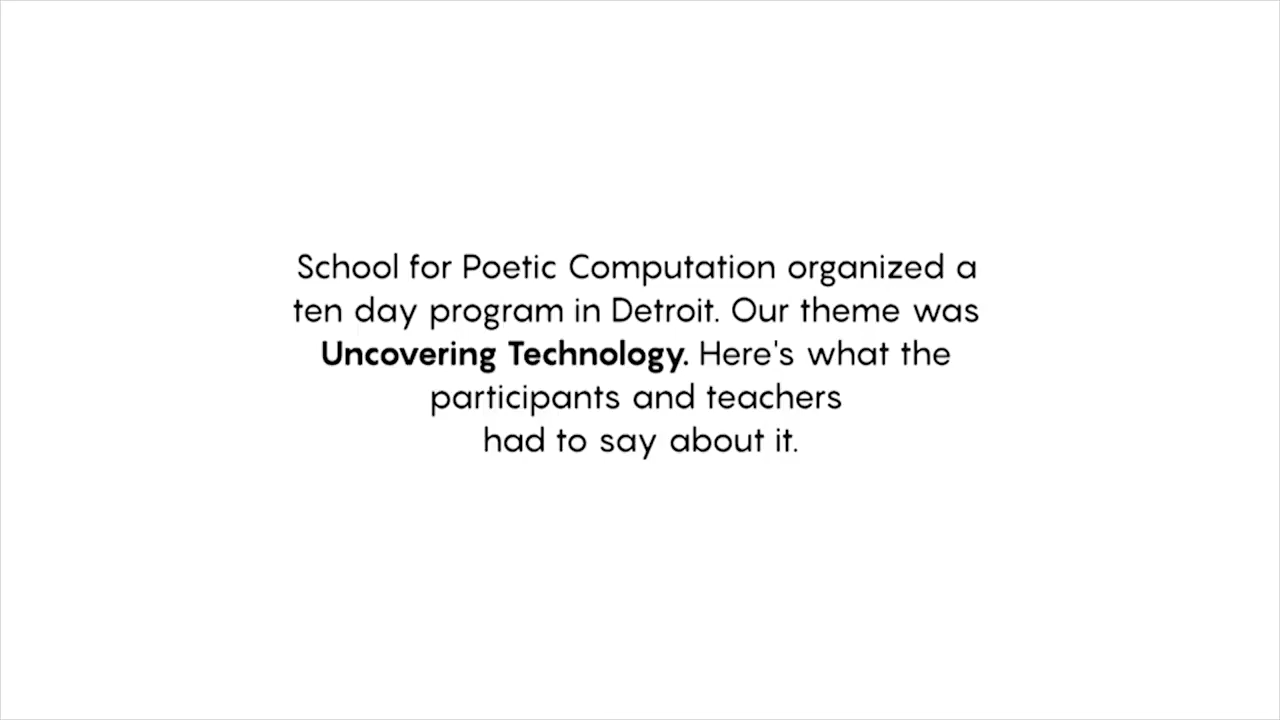 School for Poetic Computation organized a
ten day program in Detroit. Our theme was
Uncovering Technology. Here's what the
participants and teachers
had to say about it.